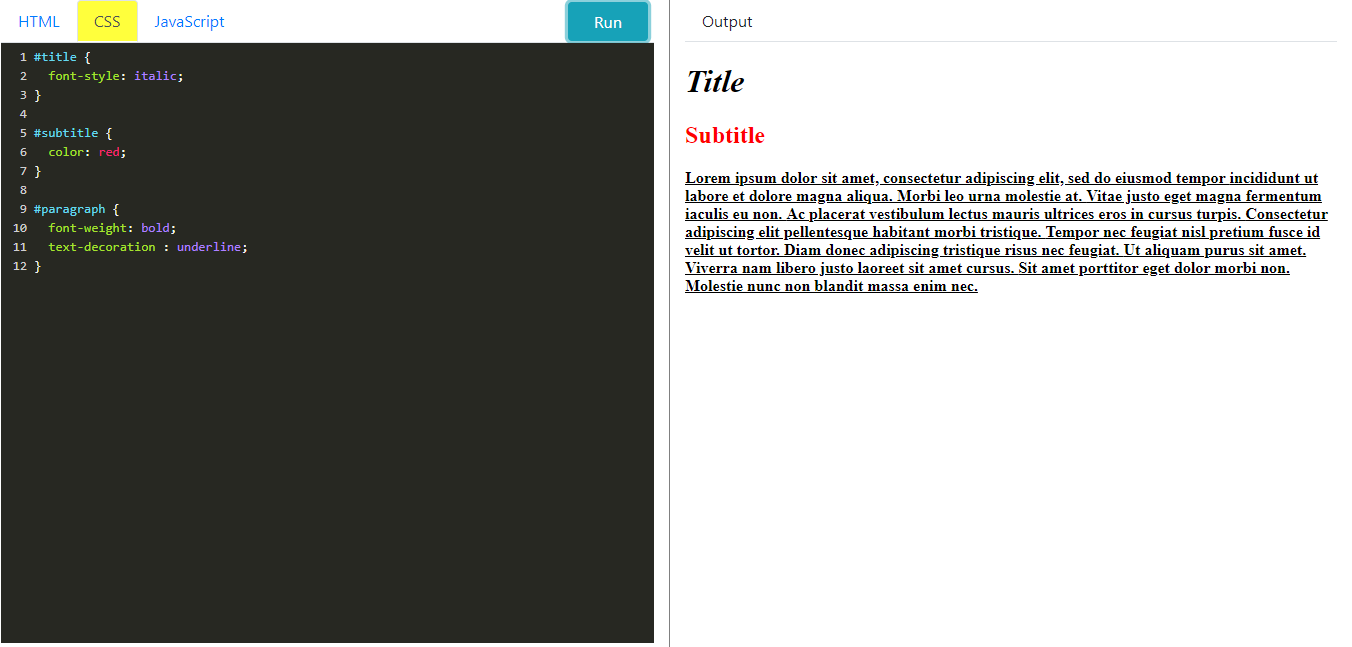 HTML CSS JavaScript Run
1 #title {
2   font-style: italic;
3 }
4
5 #subtitle {
6   color: red;
7 }
8
9 #paragraph {
10   font-weight: bold;
11   text-decoration : underline;
12 }
Output
Title
Subtitle
Lorem ipsum dolor sit amet, consectetur adipiscing elit, sed do eiusmod tempor incididunt ut
labore et dolore magna aliqua. Morbi leo urna molestie at. Vitae justo eget magna fermentum
iaculis eu non. Ac placerat vestibulum lectus mauris ultrices eros in cursus turpis. Consectetur
adipiscing elit pellentesque habitant morbi tristique. Tempor nec feugiat nisl pretium fusce id
velit ut tortor. Diam donec adipiscing tristique risus nec feugiat. Ut aliquam purus sit amet.
Viverra nam libero justo laoreet sit amet cursus. Sit amet porttitor eget dolor morbi non.
Molestie nunc non blandit massa enim nec.